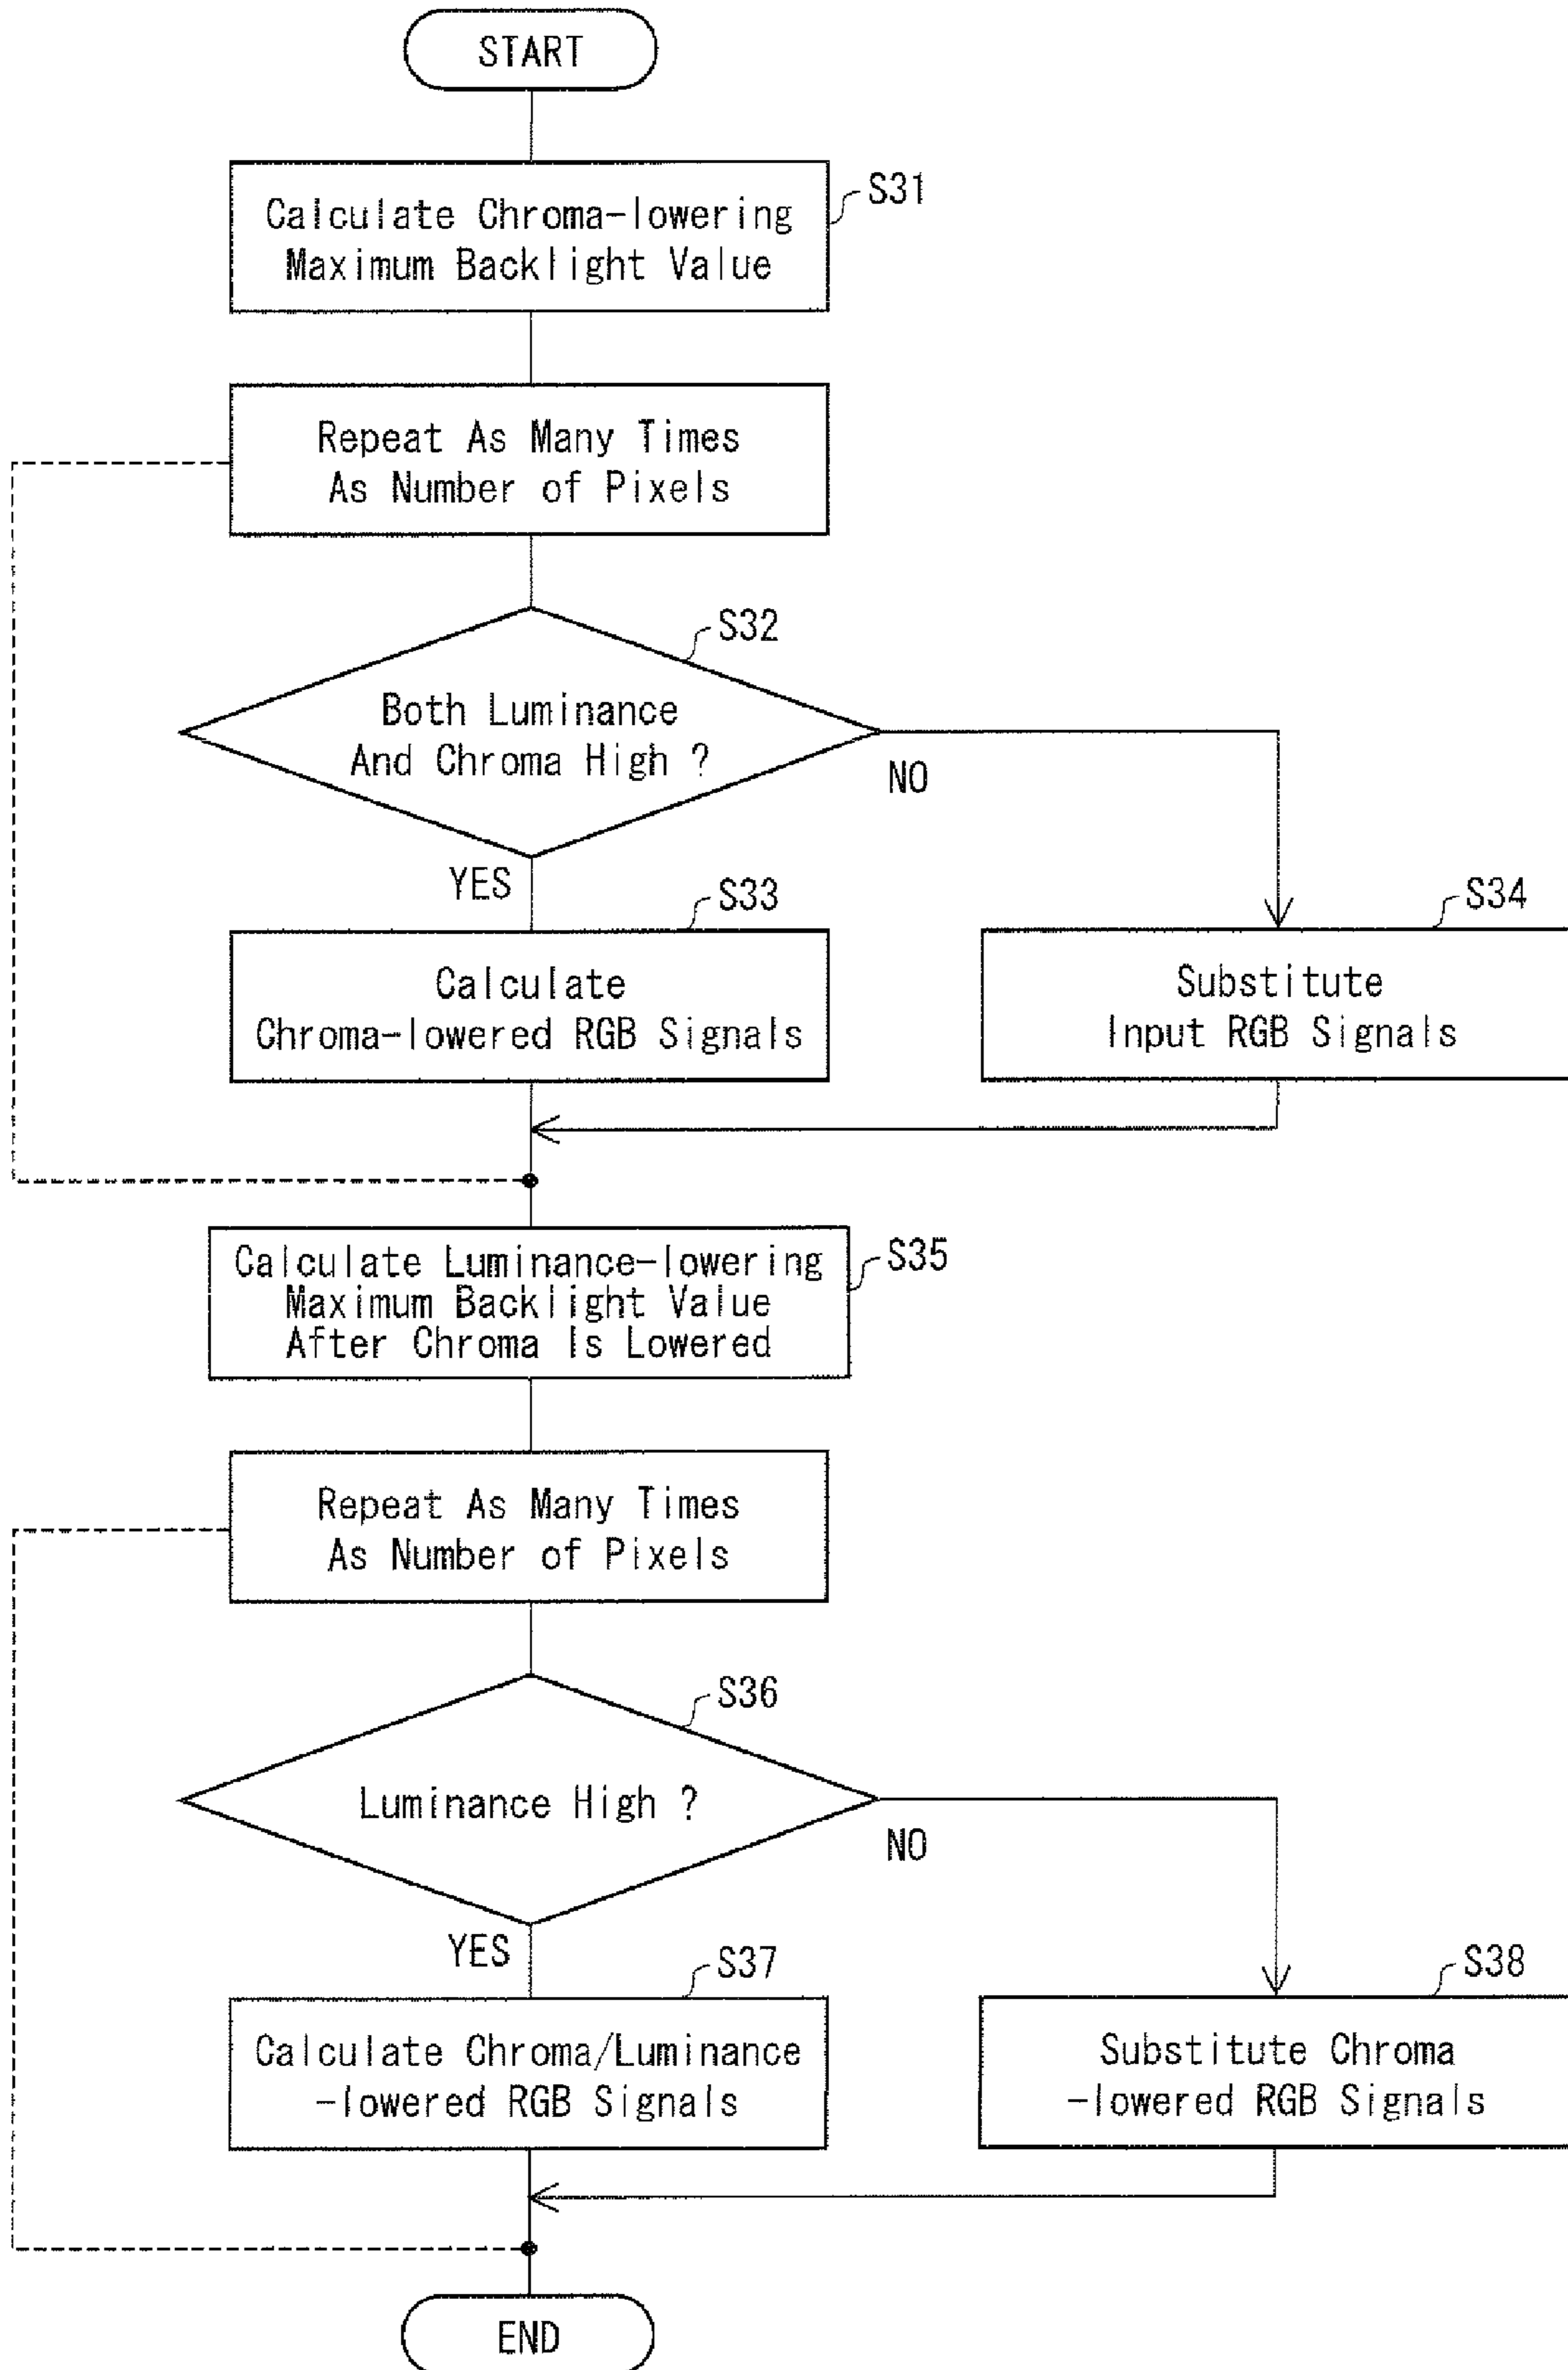 START
S31
Calculate Chroma-lowering
Maximum Backlight Value
Repeat As Many Times
As Number of Pixels
S32
Both Luminance
And Chroma High ?
NO
YES
S33
S34
Calculate
Chroma-lowered RGB Signals
Substitute
Input RGB Signals
S35
Calculate Luminance-lowering
Maximum Backlight Value
After Chroma Is Lowered
Repeat As Many Times
As Number of Pixels
S36
Luminance High ?
NO
YES
S37
S38
Calculate Chroma/Luminance
-lowered RGB Signals
Substitute Chroma
-lowered RGB Signals
END